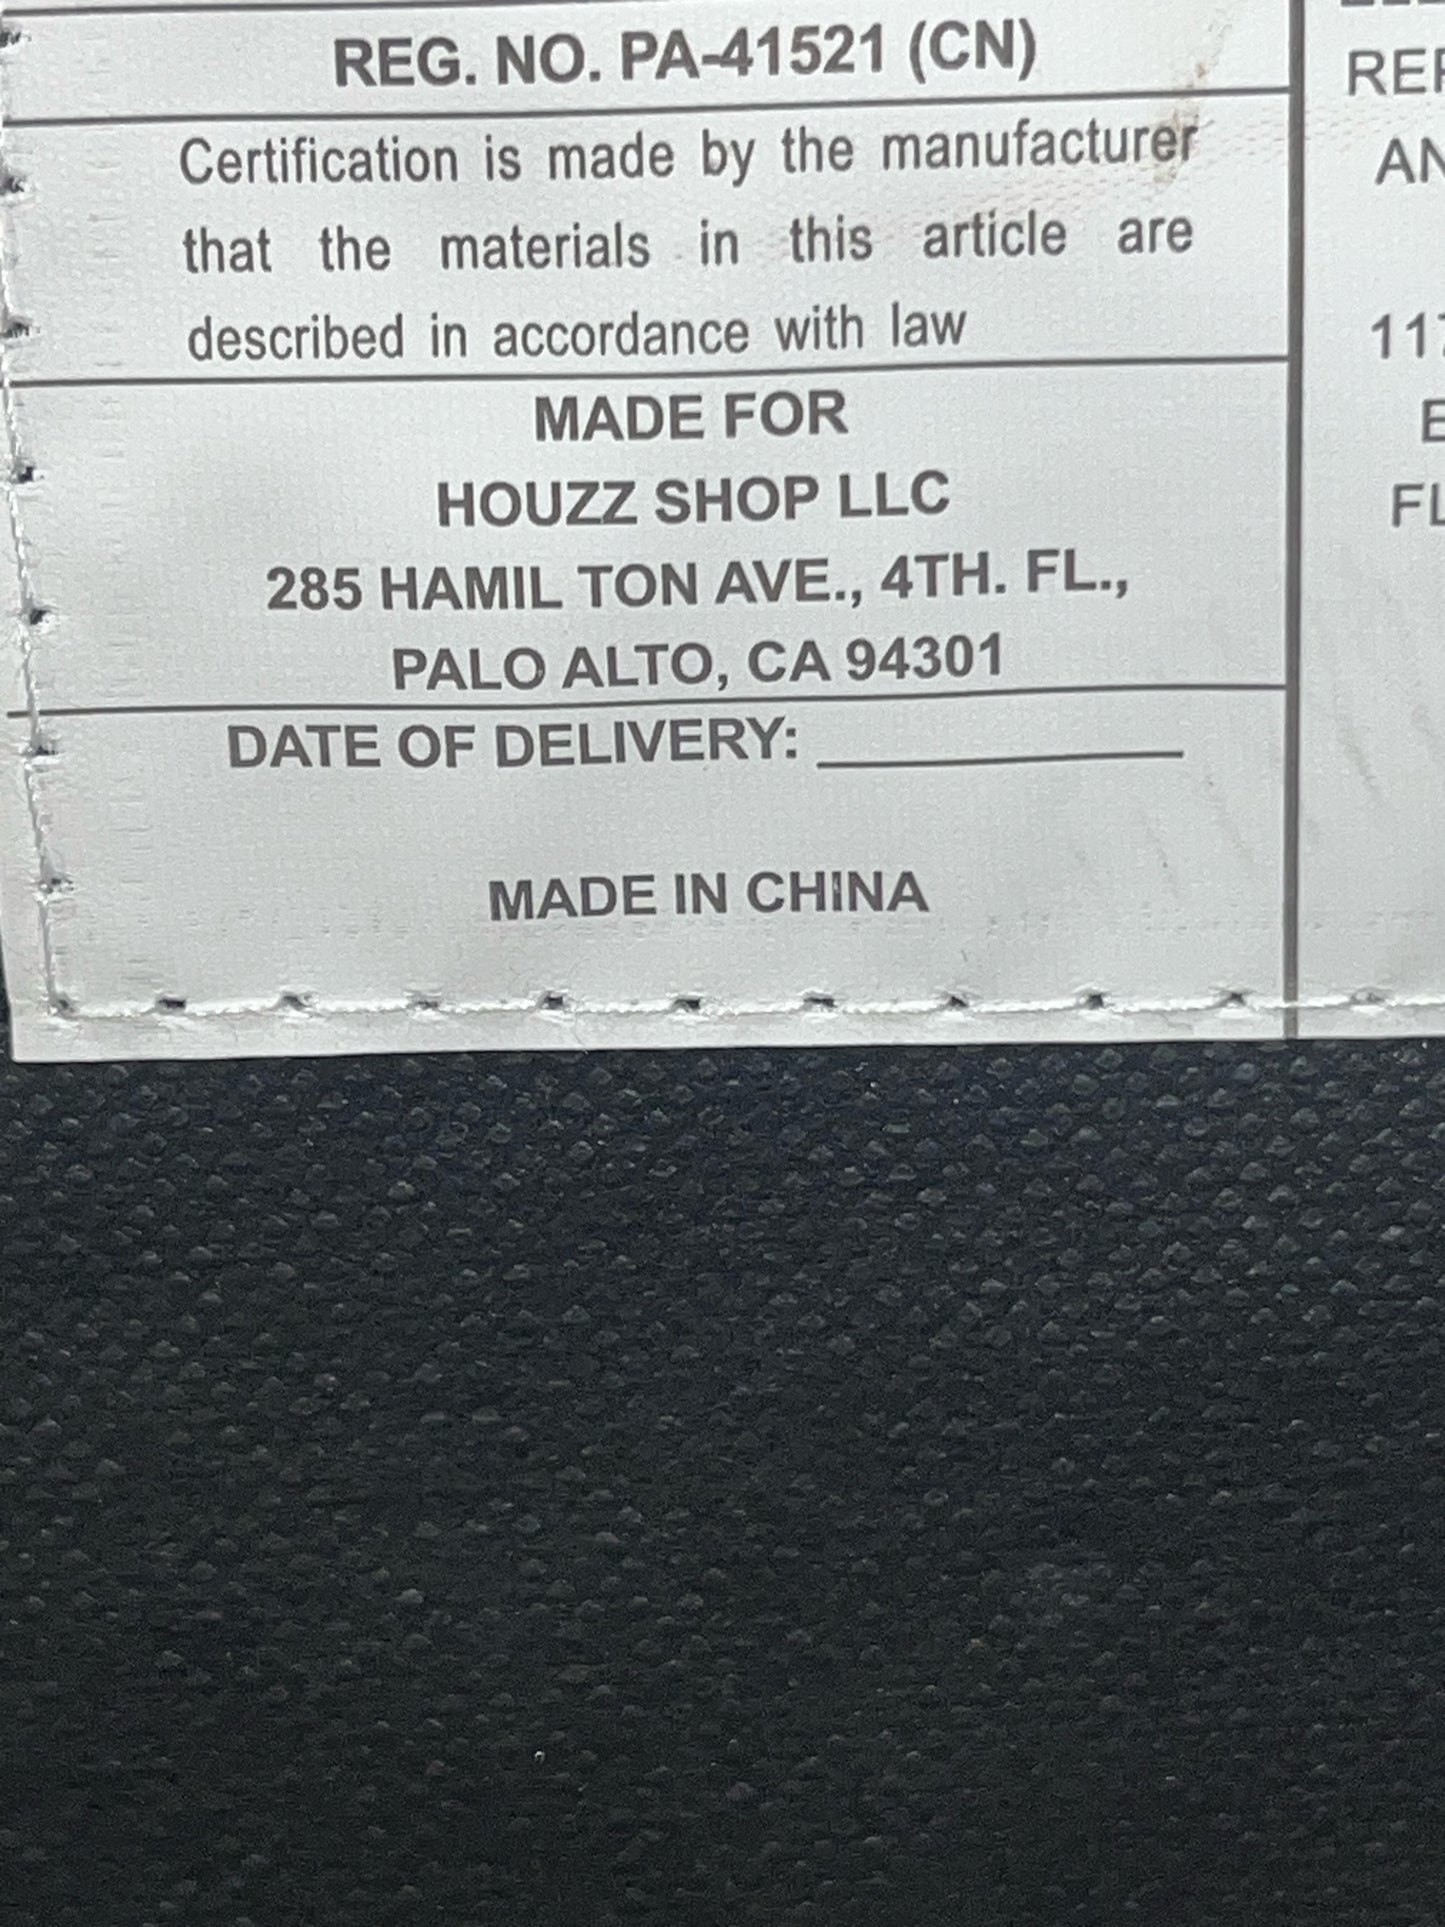 REG. NO. PA-41521 (CN)
Certification is made by the manufacturer
that the materials in this article are
described in accordance with law
MADE FOR
HOUZZ SHOP LLC
285 HAMIL TON AVE., 4TH. FL.,
PALO ALTO, CA 94301
DATE OF DELIVERY:
MADE IN CHINA